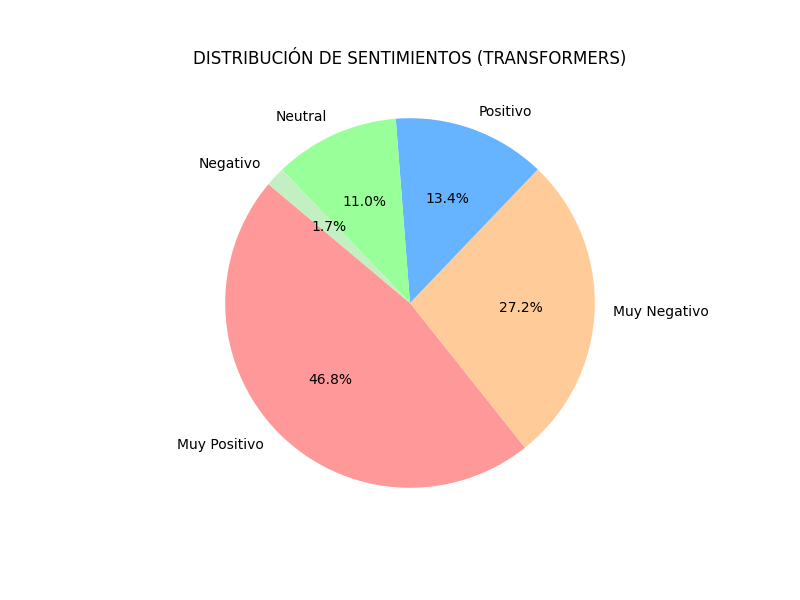 DISTRIBUCIÓN DE SENTIMIENTOS (TRANSFORMERS)
Positivo
Neutral
Negativo
13.4%
11.0%
1.7%
27.2%
Muy Negativo
46.8%
Muy Positivo